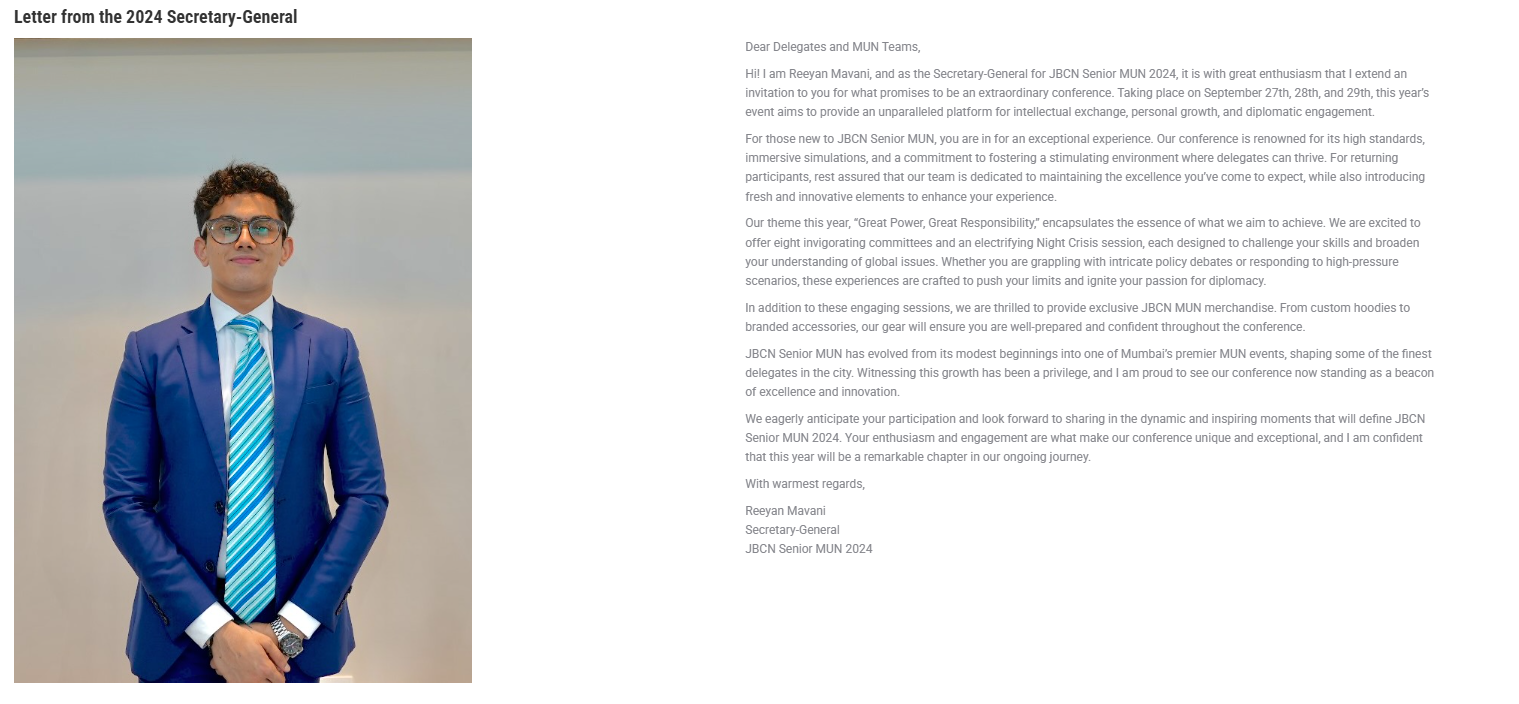 Letter from the 2024 Secretary-General
Dear Delegates and MUN Teams,
Hi! I am Reeyan Mavani, and as the Secretary-General for JBCN Senior MUN 2024, it is with great enthusiasm that I extend an
invitation to you for what promises to be an extraordinary conference. Taking place on September 27th, 28th, and 29th, this year’s
event aims to provide an unparalleled platform for intellectual exchange, personal growth, and diplomatic engagement.
For those new to JBCN Senior MUN, you are in for an exceptional experience. Our conference is renowned for its high standards,
immersive simulations, and a commitment to fostering a stimulating environment where delegates can thrive. For returning
participants, rest assured that our team is dedicated to maintaining the excellence you’ve come to expect, while also introducing
fresh and innovative elements to enhance your experience.
Our theme this year, “Great Power, Great Responsibility,” encapsulates the essence of what we aim to achieve. We are excited to
offer eight invigorating committees and an electrifying Night Crisis session, each designed to challenge your skills and broaden
your understanding of global issues. Whether you are grappling with intricate policy debates or responding to high-pressure
scenarios, these experiences are crafted to push your limits and ignite your passion for diplomacy.
In addition to these engaging sessions, we are thrilled to provide exclusive JBCN MUN merchandise. From custom hoodies to
branded accessories, our gear will ensure you are well-prepared and confident throughout the conference.
JBCN Senior MUN has evolved from its modest beginnings into one of Mumbai’s premier MUN events, shaping some of the finest
delegates in the city. Witnessing this growth has been a privilege, and I am proud to see our conference now standing as a beacon
of excellence and innovation.
We eagerly anticipate your participation and look forward to sharing in the dynamic and inspiring moments that will define JBCN
Senior MUN 2024. Your enthusiasm and engagement are what make our conference unique and exceptional, and I am confident
that this year will be a remarkable chapter in our ongoing journey.
With warmest regards,
Reeyan Mavani
Secretary-General
JBCN Senior MUN 2024